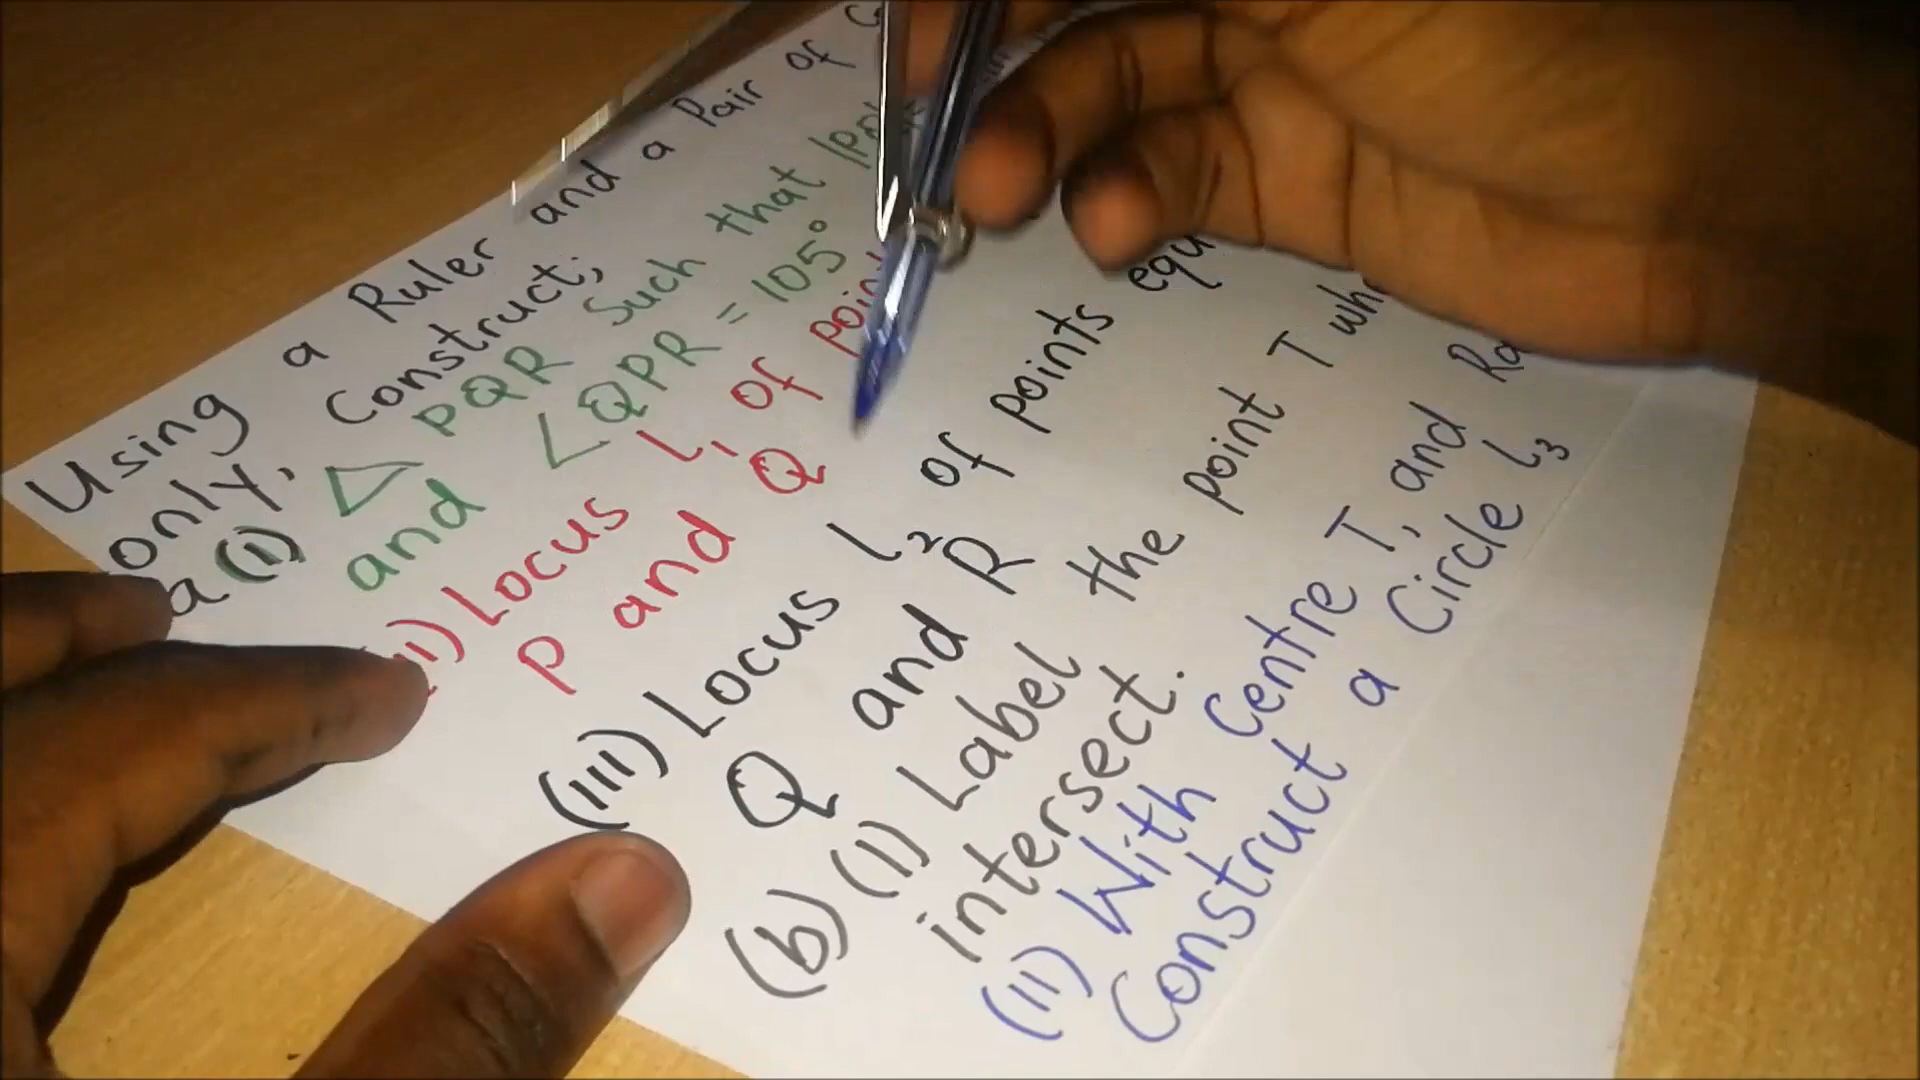 Using a Ruler and a Pair of
only, Construct;
a(i) △ PQR Such that
and ∠QPR = 105°
Locus l₁ of
P and Q
(iii) Locus l₂ of points
Q and R
(b)(i) Label the point T
intersect.
(ii) With Centre T, and
Construct a Circle l₃